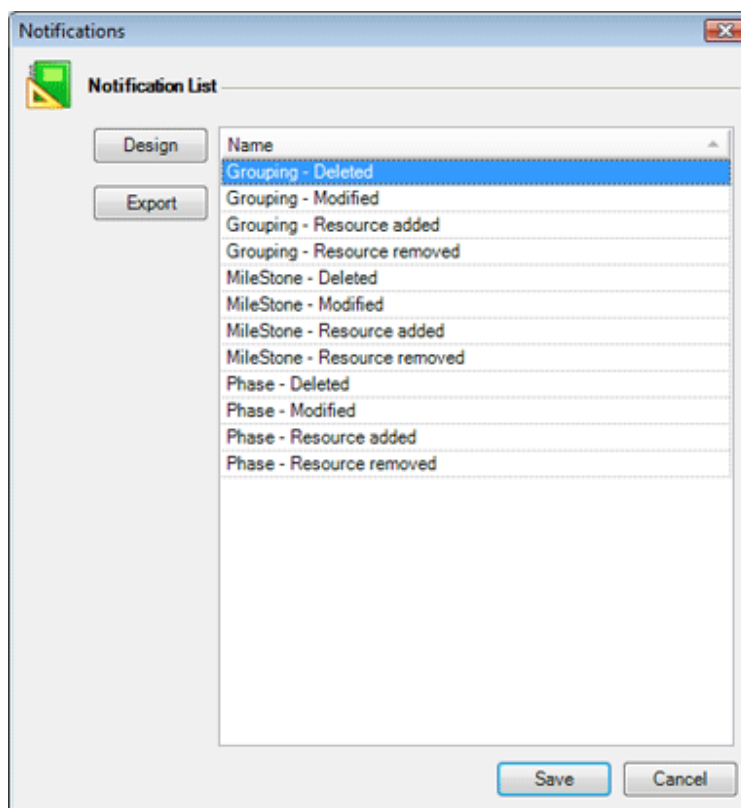 Notifications
Notification List
Design
Export
Name
Grouping - Deleted
Grouping - Modified
Grouping - Resource added
Grouping - Resource removed
MileStone - Deleted
MileStone - Modified
MileStone - Resource added
MileStone - Resource removed
Phase - Deleted
Phase - Modified
Phase - Resource added
Phase - Resource removed
Save
Cancel